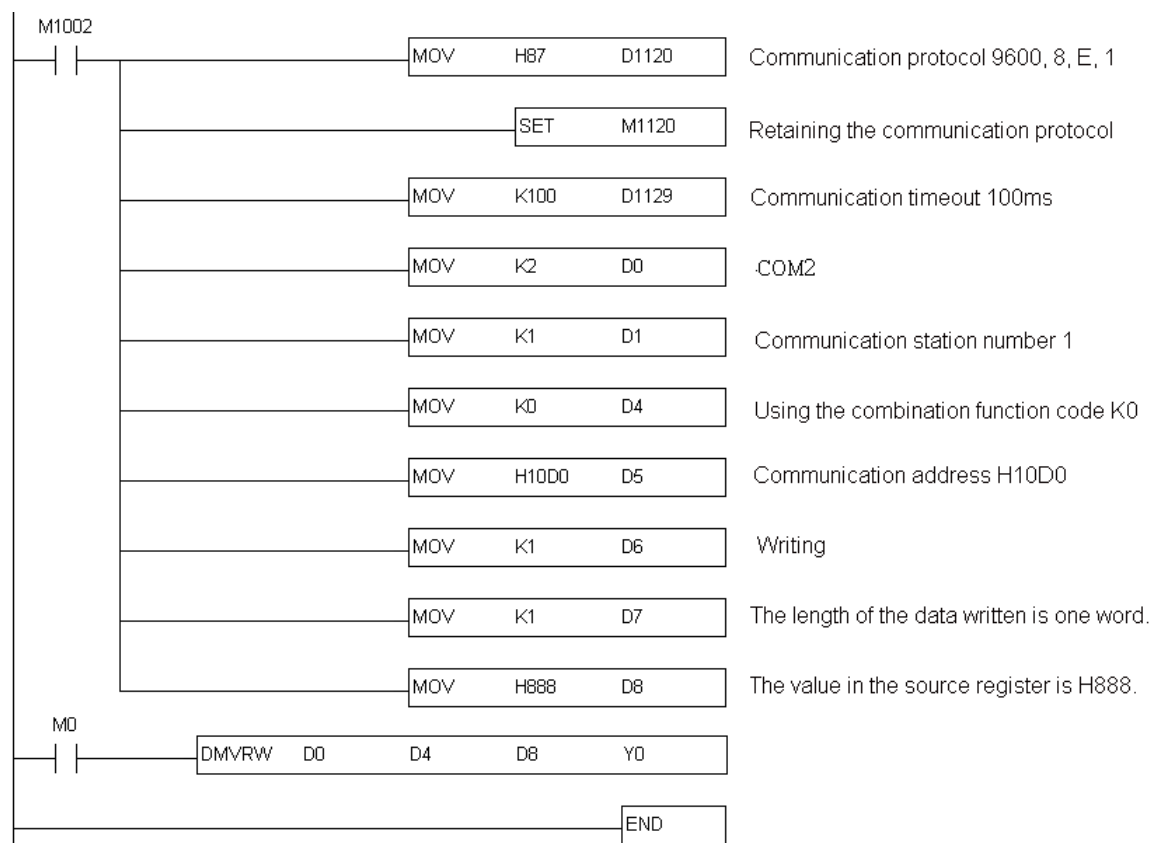 M1002
MOV H87 D1120 Communication protocol 9600, 8, E, 1
SET M1120 Retaining the communication protocol
MOV K100 D1129 Communication timeout 100ms
MOV K2 D0 COM2
MOV K1 D1 Communication station number 1
MOV K0 D4 Using the combination function code K0
MOV H10D0 D5 Communication address H10D0
MOV K1 D6 Writing
MOV K1 D7 The length of the data written is one word.
MOV H888 D8 The value in the source register is H888.
M0
DMVRW D0 D4 D8 Y0
END